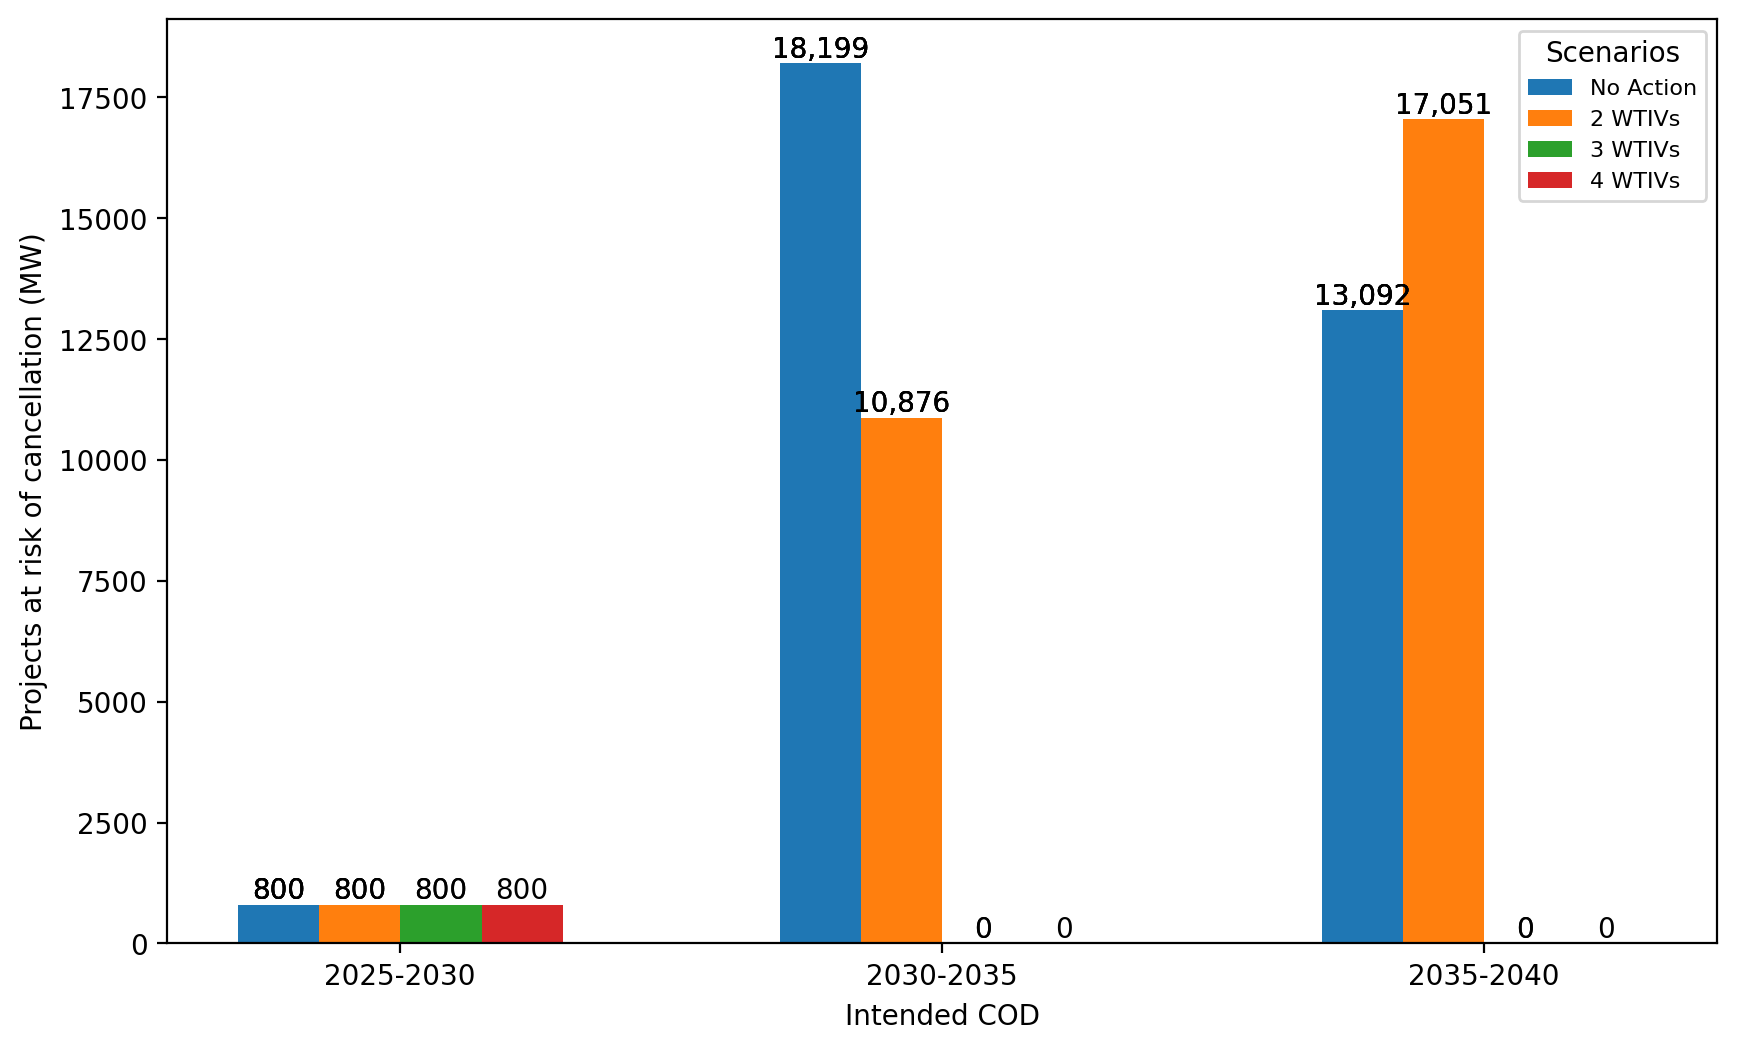 18,199
17,051
13,092
10,876
800 800 800 800
0 0
0 0
Scenarios
No Action
2 WTIVs
3 WTIVs
4 WTIVs
Projects at risk of cancellation (MW)
17500
15000
12500
10000
7500
5000
2500
0
2025-2030 2030-2035 2035-2040
Intended COD